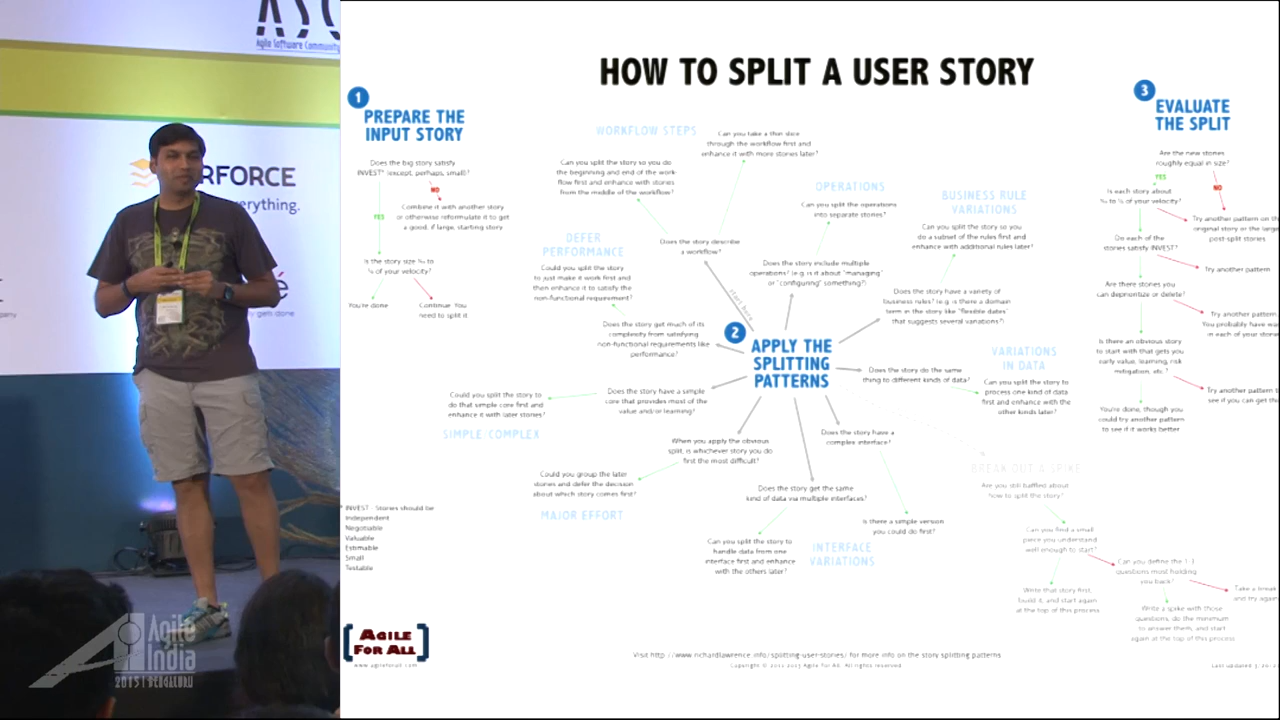 Agile Software Community
RFORCE
erything.
HOW TO SPLIT A USER STORY
1
PREPARE THE
INPUT STORY
Does the big story satisfy
INVEST* (except, perhaps, small)?
NO
YES
Combine it with another story
or otherwise reformulate it to get
a good, if large, starting story
Is the story size
of your velocity?
You're done
Continue. You
need to split it.
* INVEST - Stories should be
Independent
Negotiable
Valuable
Estimable
Small
Testable
AGILE
FOR ALL
www.agileforall.com
WORKFLOW STEPS
Can you take a thin slice
through the workflow first and
enhance it with more stories later?
Can you split the story so you do
the beginning and end of the work-
flow first and enhance with stories
from the middle of the workflow?
Does the story describe
a workflow?
start here
DEFER
PERFORMANCE
Could you split the story
to just make it work first and
then enhance it to satisfy the
non-functional requirement?
Does the story get much of its
complexity from satisfying
non-functional requirements like
performance?
OPERATIONS
Can you split the operations
into separate stories?
Does the story include multiple
operations? (e.g. is it about "managing"
or "configuring" something?)
BUSINESS RULE
VARIATIONS
Can you split the story so you
do a subset of the rules first and
enhance with additional rules later?
Does the story have a variety of
business rules? (e.g. is there a domain
term in the story like "flexible dates"
that suggests several variations?)
2
APPLY THE
SPLITTING
PATTERNS
VARIATIONS
IN DATA
Does the story do the same
thing to different kinds of data?
Can you split the story to
process one kind of data
first and enhance with the
other kinds later?
Does the story have a simple
core that provides most of the
value and/or learning?
Could you split the story to
do that simple core first and
enhance it with later stories?
SIMPLE/COMPLEX
When you apply the obvious
split, is whichever story you do
first the most difficult?
Could you group the later
stories and defer the decision
about which story comes first?
MAJOR EFFORT
Does the story have a
complex interface?
Does the story get the same
kind of data via multiple interfaces?
Is there a simple version
you could do first?
Can you split the story to
handle data from one
interface first and enhance
with the others later?
INTERFACE
VARIATIONS
BREAK OUT A SPIKE
Are you still baffled about
how to split the story?
Can you find a small
piece you understand
well enough to start?
Write that story first,
build it, and start again
at the top of this process.
Can you define the 1-3
questions most holding
you back?
Take a break
and try again
Write a spike with those
questions, do the minimum
to answer them, and start
again at the top of this process
3
EVALUATE
THE SPLIT
Are the new stories
roughly equal in size?
YES
NO
Is each story about
of your velocity?
Try another pattern on the
original story or the large
post-split stories
Do each of the
stories satisfy INVEST?
Try another pattern
Are there stories you
can deprioritize or delete?
Try another pattern
You probably have wa
in each of your stories
Is there an obvious story
to start with that gets you
early value, learning, risk
mitigation, etc.?
Try another pattern
see if you can get th
You're done, though you
could try another pattern
to see if it works better
Visit http://www.richardlawrence.info/splitting-user-stories/ for more info on the story splitting patterns
Copyright © 2011-2013 Agile For All. All rights reserved.
Last updated
Agile
India
2015 | BENGALURU